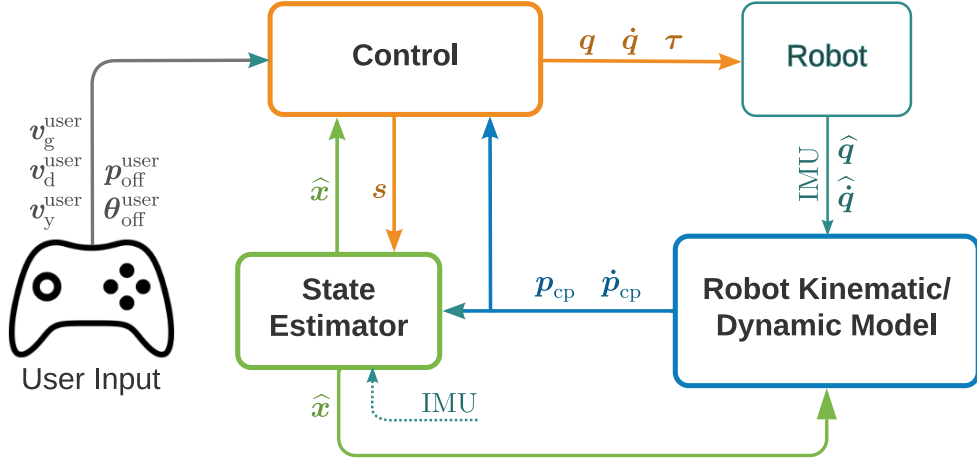 Control
q q̇ τ
Robot
v_g^user
v_d^user p_off^user
v_y^user θ_off^user
x̂
s
IMU
q̂
q̇̂
State
Estimator
p_cp ṗ_cp
Robot Kinematic/
Dynamic Model
User Input
x̂
IMU